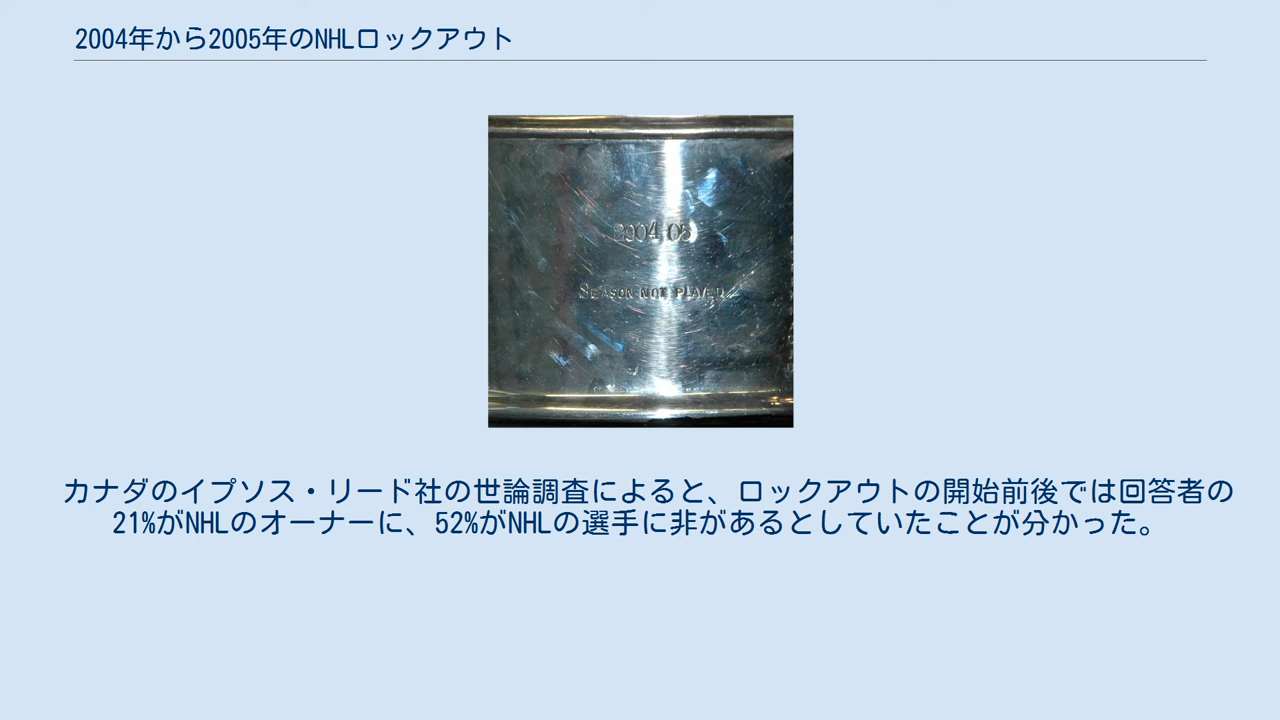 2004年から2005年のNHLロックアウト
2004 05
SEASON NOT PLAYED
カナダのイプソス・リード社の世論調査によると、ロックアウトの開始前後では回答者の
21%がNHLのオーナーに、52%がNHLの選手に非があるとしていたことが分かった。